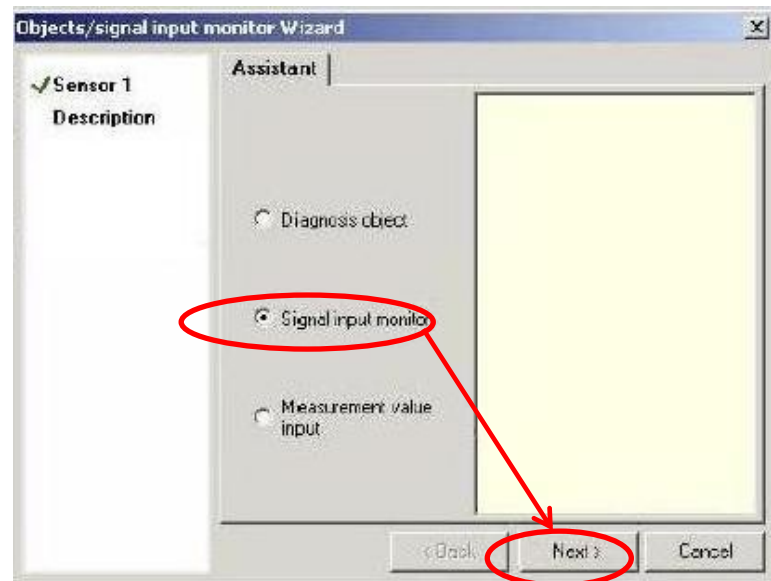 Objects/signal input monitor Wizard
Sensor 1
Description
Assistant
Diagnosis object
Signal input monitor
Measurement value
input
< Back
Next >
Cancel